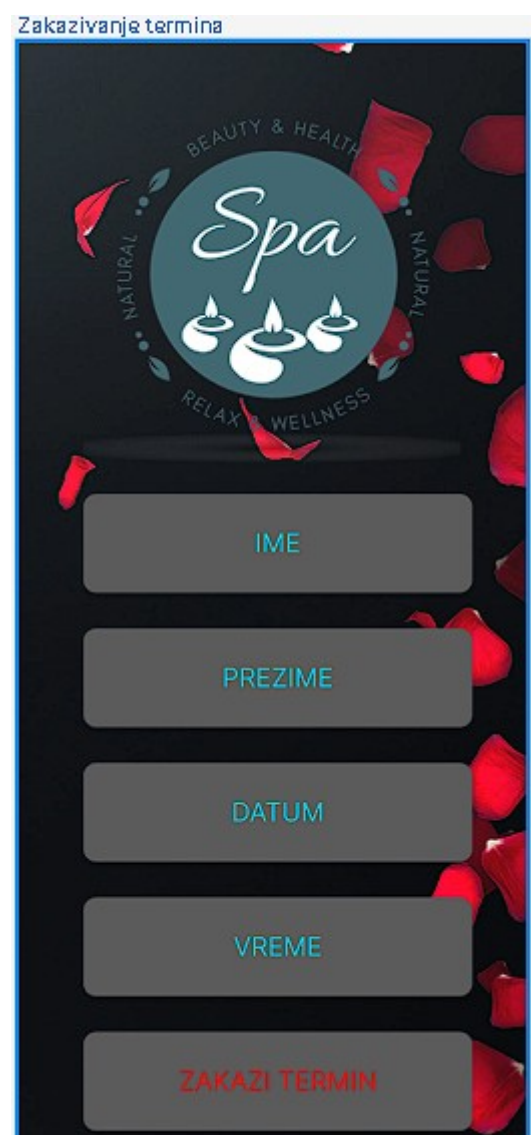 Zakazivanje termina
BEAUTY & HEALTH
NATURAL
Spa
NATURAL
RELAX & WELLNESS
IME
PREZIME
DATUM
VREME
ZAKAZI TERMIN